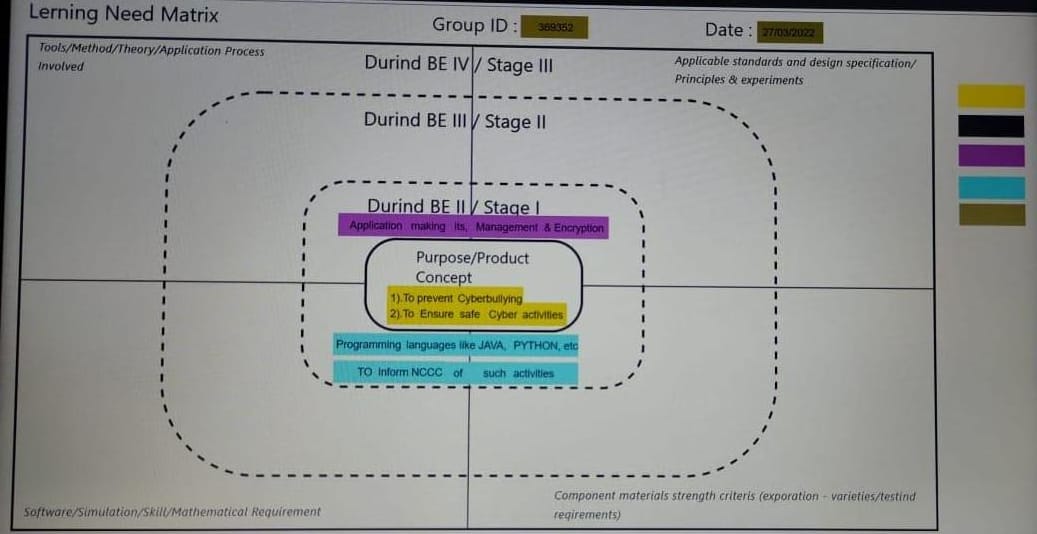 Lerning Need Matrix
Group ID : 369352
Date : 27/03/2022
Tools/Method/Theory/Application Process
Involved
Durind BE IV / Stage III
Applicable standards and design specification/
Principles & experiments
Durind BE III / Stage II
Durind BE II / Stage I
Application making its, Management & Encryption
Purpose/Product
Concept
1).To prevent Cyberbullying
2).To Ensure safe Cyber activities
Programming languages like JAVA, PYTHON, etc
TO Inform NCCC of such activities
Software/Simulation/Skill/Mathematical Requirement
Component materials strength criteris (exporation - varieties/testind
reqirements)